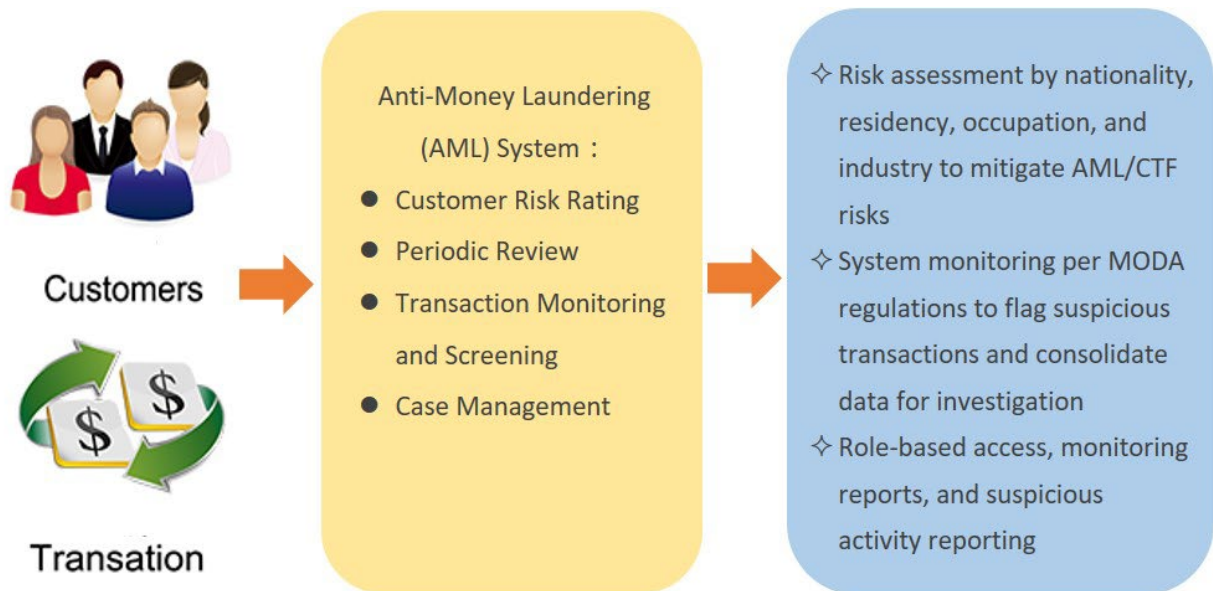 Customers
$
$
Transation
Anti-Money Laundering
(AML) System：
● Customer Risk Rating
● Periodic Review
● Transaction Monitoring
and Screening
● Case Management
✧ Risk assessment by nationality,
residency, occupation, and
industry to mitigate AML/CTF
risks
✧ System monitoring per MODA
regulations to flag suspicious
transactions and consolidate
data for investigation
✧ Role-based access, monitoring
reports, and suspicious
activity reporting